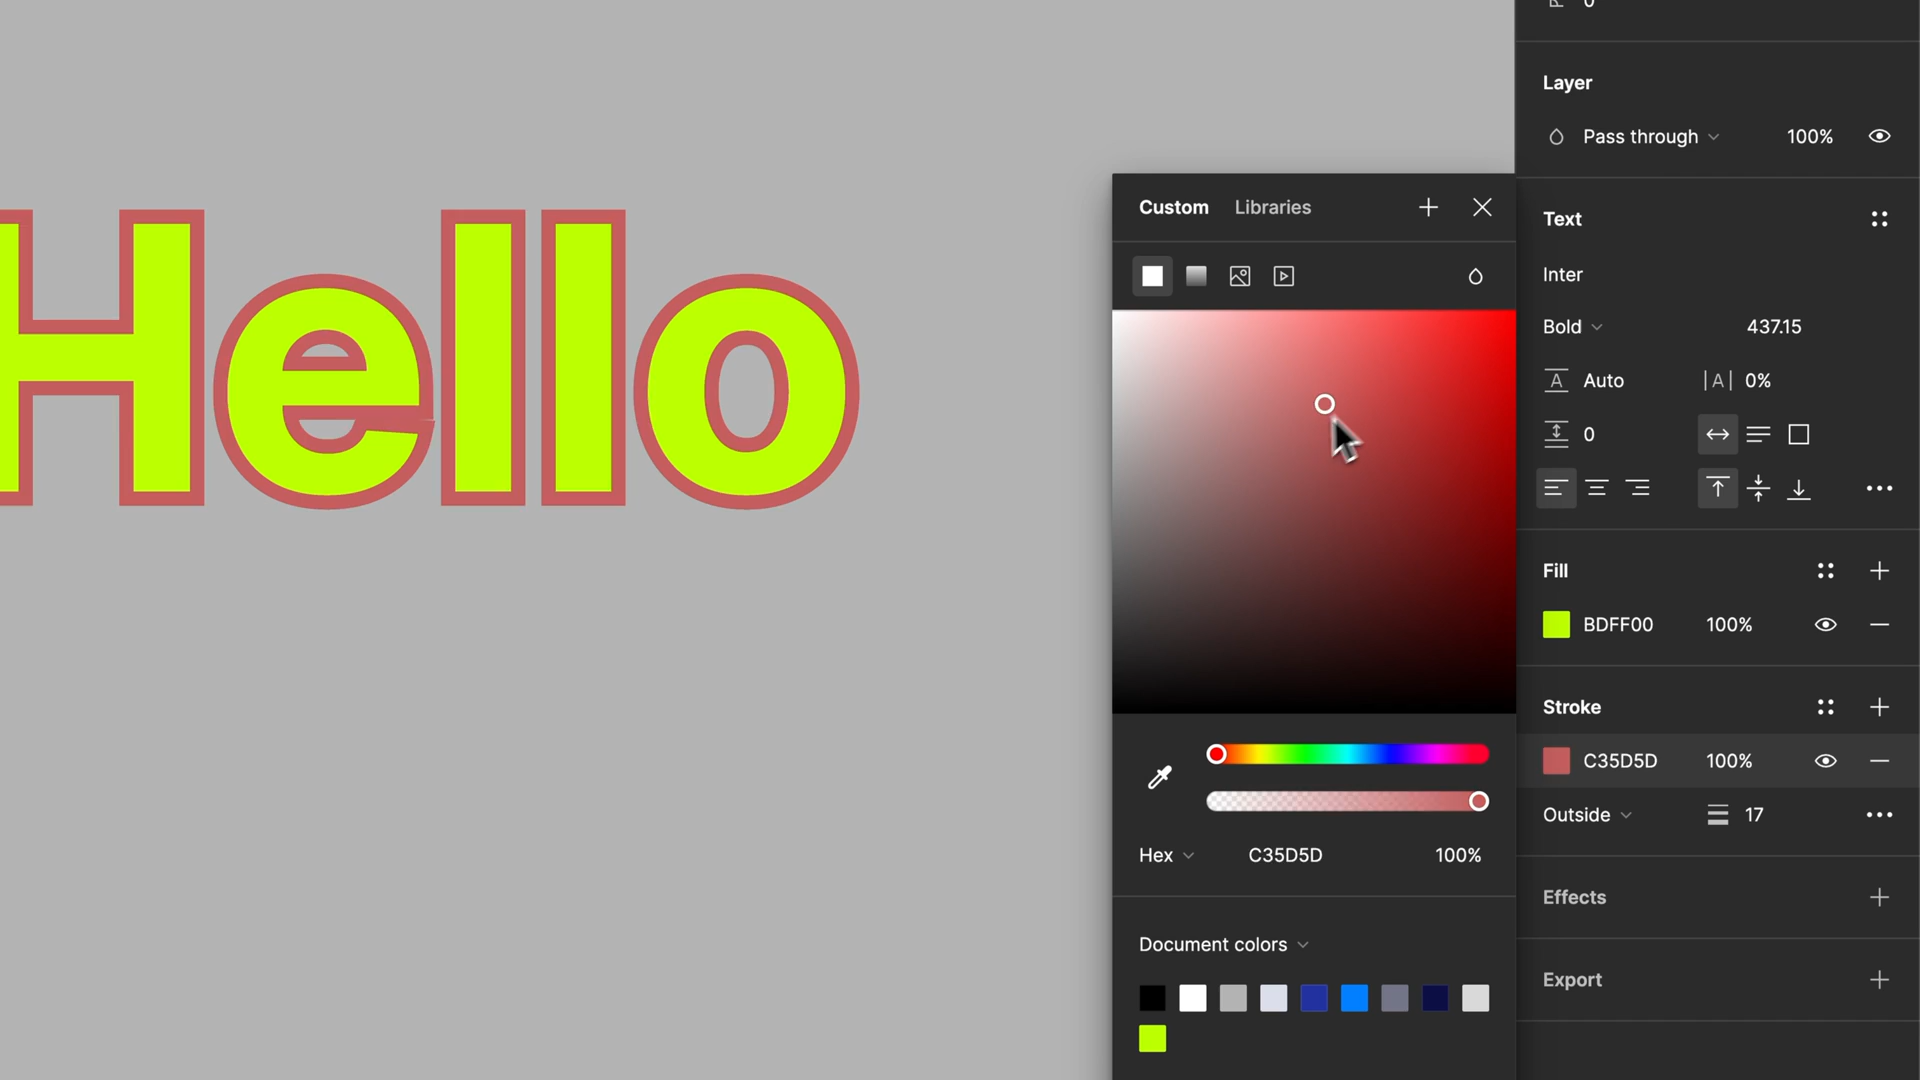 Hello
Custom Libraries
Hex C35D5D 100%
Document colors
0
Layer
Pass through 100%
Text
Inter
Bold 437.15
A Auto |A| 0%
0
Fill
BDFF00 100%
Stroke
C35D5D 100%
Outside 17
Effects
Export